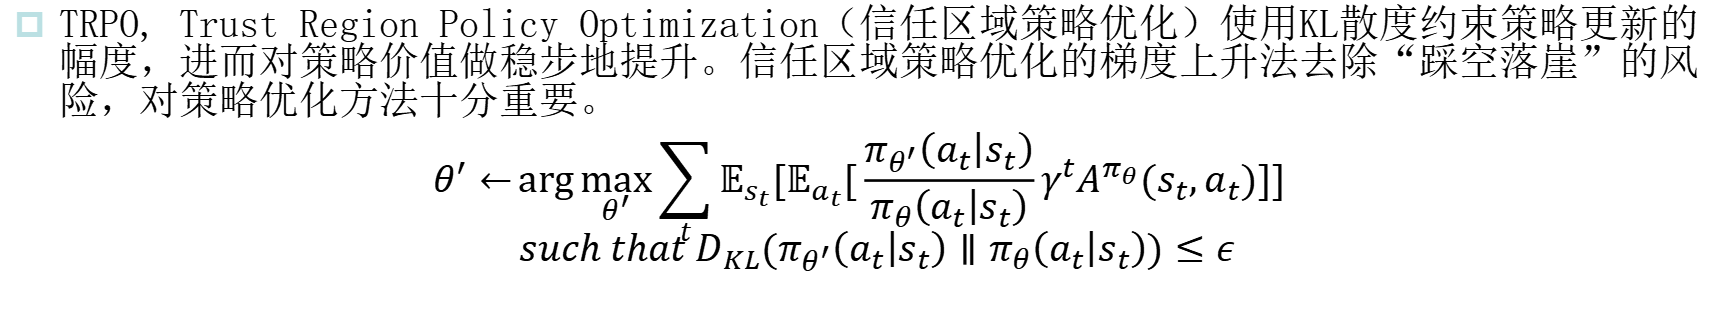 TRPO, Trust Region Policy Optimization（信任区域策略优化）使用KL散度约束策略更新的
幅度，进而对策略价值做稳步地提升。信任区域策略优化的梯度上升法去除“踩空落崖”的风
险，对策略优化方法十分重要。
θ′ ← arg max_{θ′} ∑_t 𝔼_{s_t}[𝔼_{a_t}[π_{θ′}(a_t|s_t) / π_θ(a_t|s_t) γ^t A^{π_θ}(s_t, a_t)]]
such that D_{KL}(π_{θ′}(a_t|s_t) ∥ π_θ(a_t|s_t)) ≤ ϵ